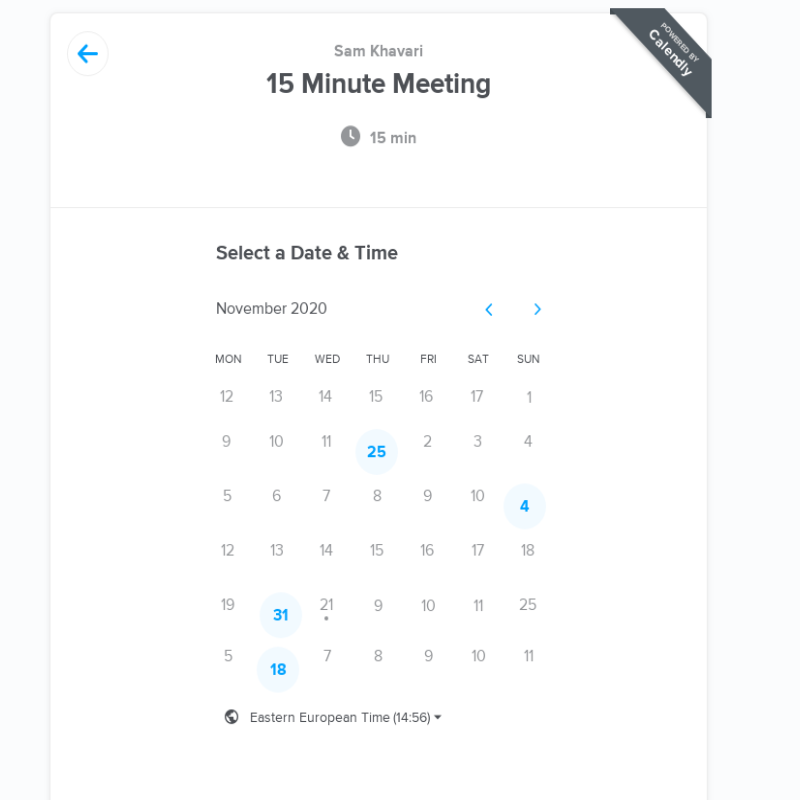 POWERED BY
Calendly
Sam Khavari
15 Minute Meeting
15 min
Select a Date & Time
November 2020
MON TUE WED THU FRI SAT SUN
12 13 14 15 16 17 1
9 10 11 25 2 3 4
5 6 7 8 9 10 4
12 13 14 15 16 17 18
19 31 21 9 10 11 25
5 18 7 8 9 10 11
Eastern European Time (14:56)